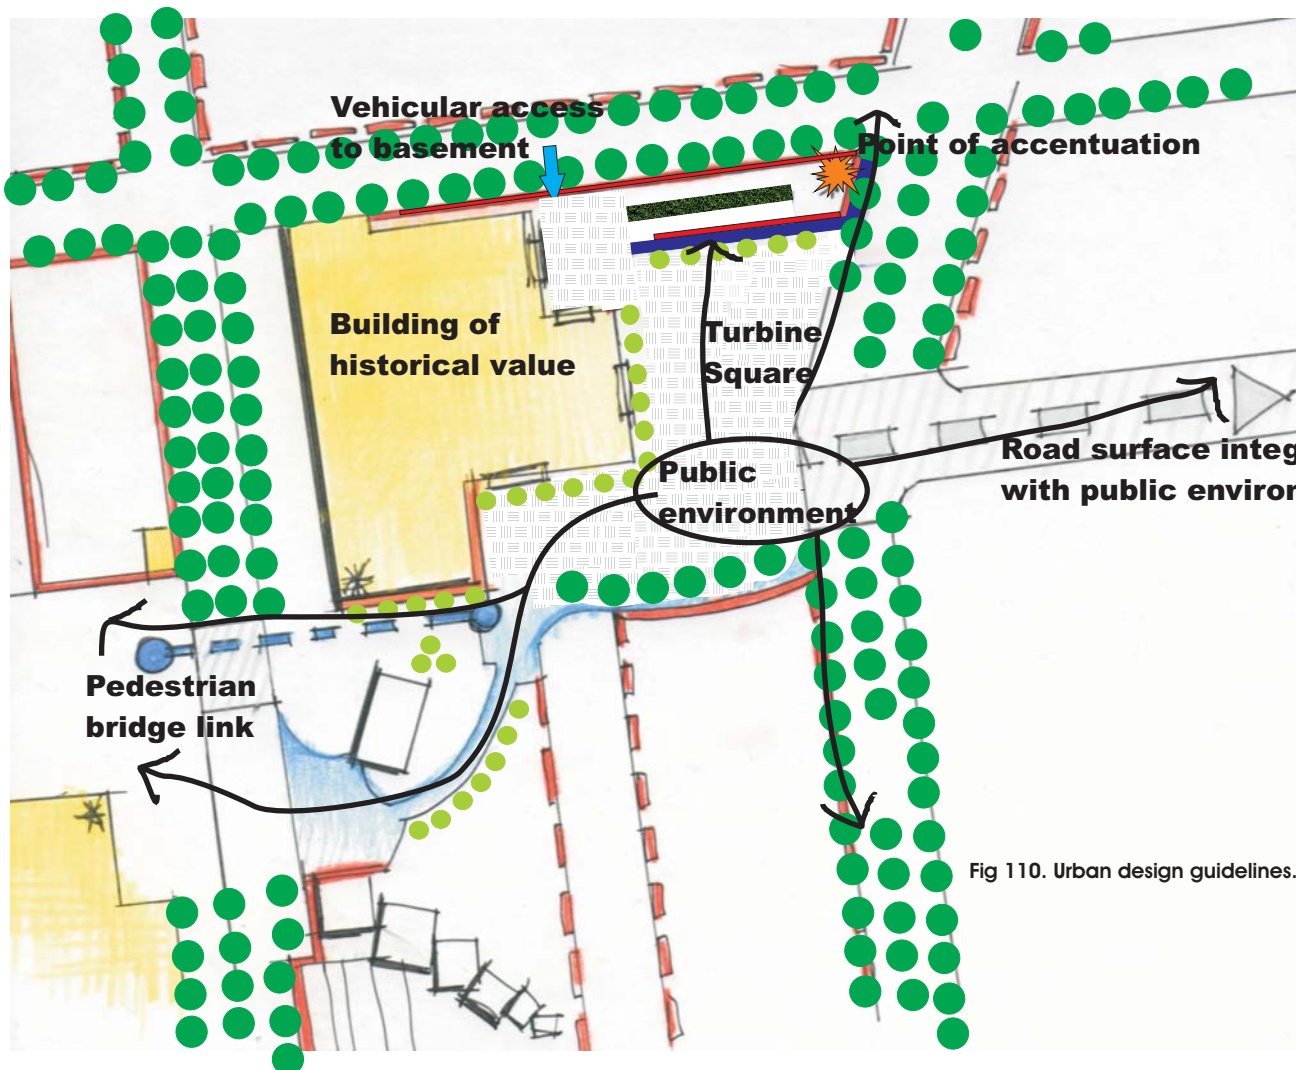 Vehicular access
to basement
Point of accentuation
Building of
historical value
Turbine
Square
Public
environment
Road surface integ
with public environ
Pedestrian
bridge link
Fig 110. Urban design guidelines.